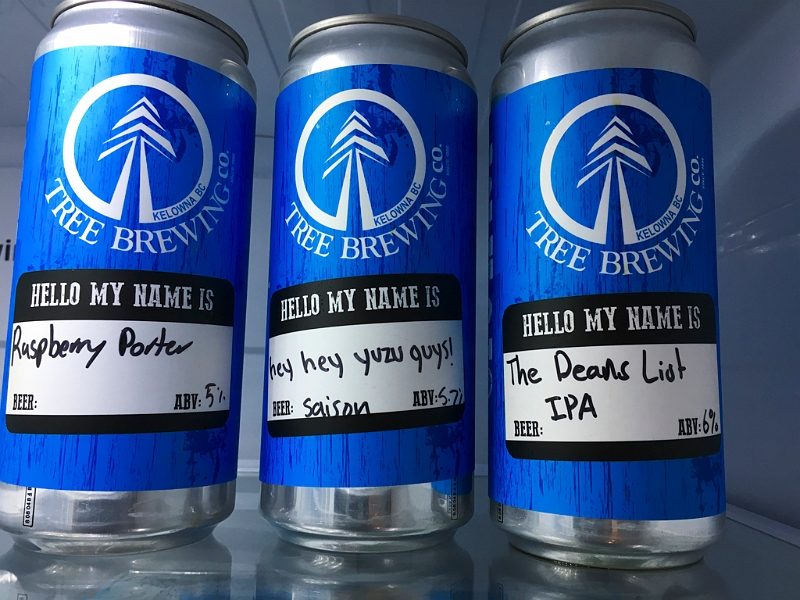 KELOWNA BC
TREE BREWING CO.
HELLO MY NAME IS
Raspberry Porter
BEER:
ABV: 5%
KELOWNA BC
TREE BREWING CO.
HELLO MY NAME IS
hey hey yuzu guys!
BEER: saison
ABV: 5.2%
KELOWNA BC
TREE BREWING CO.
HELLO MY NAME IS
The Deans List
IPA
BEER:
ABV: 6%